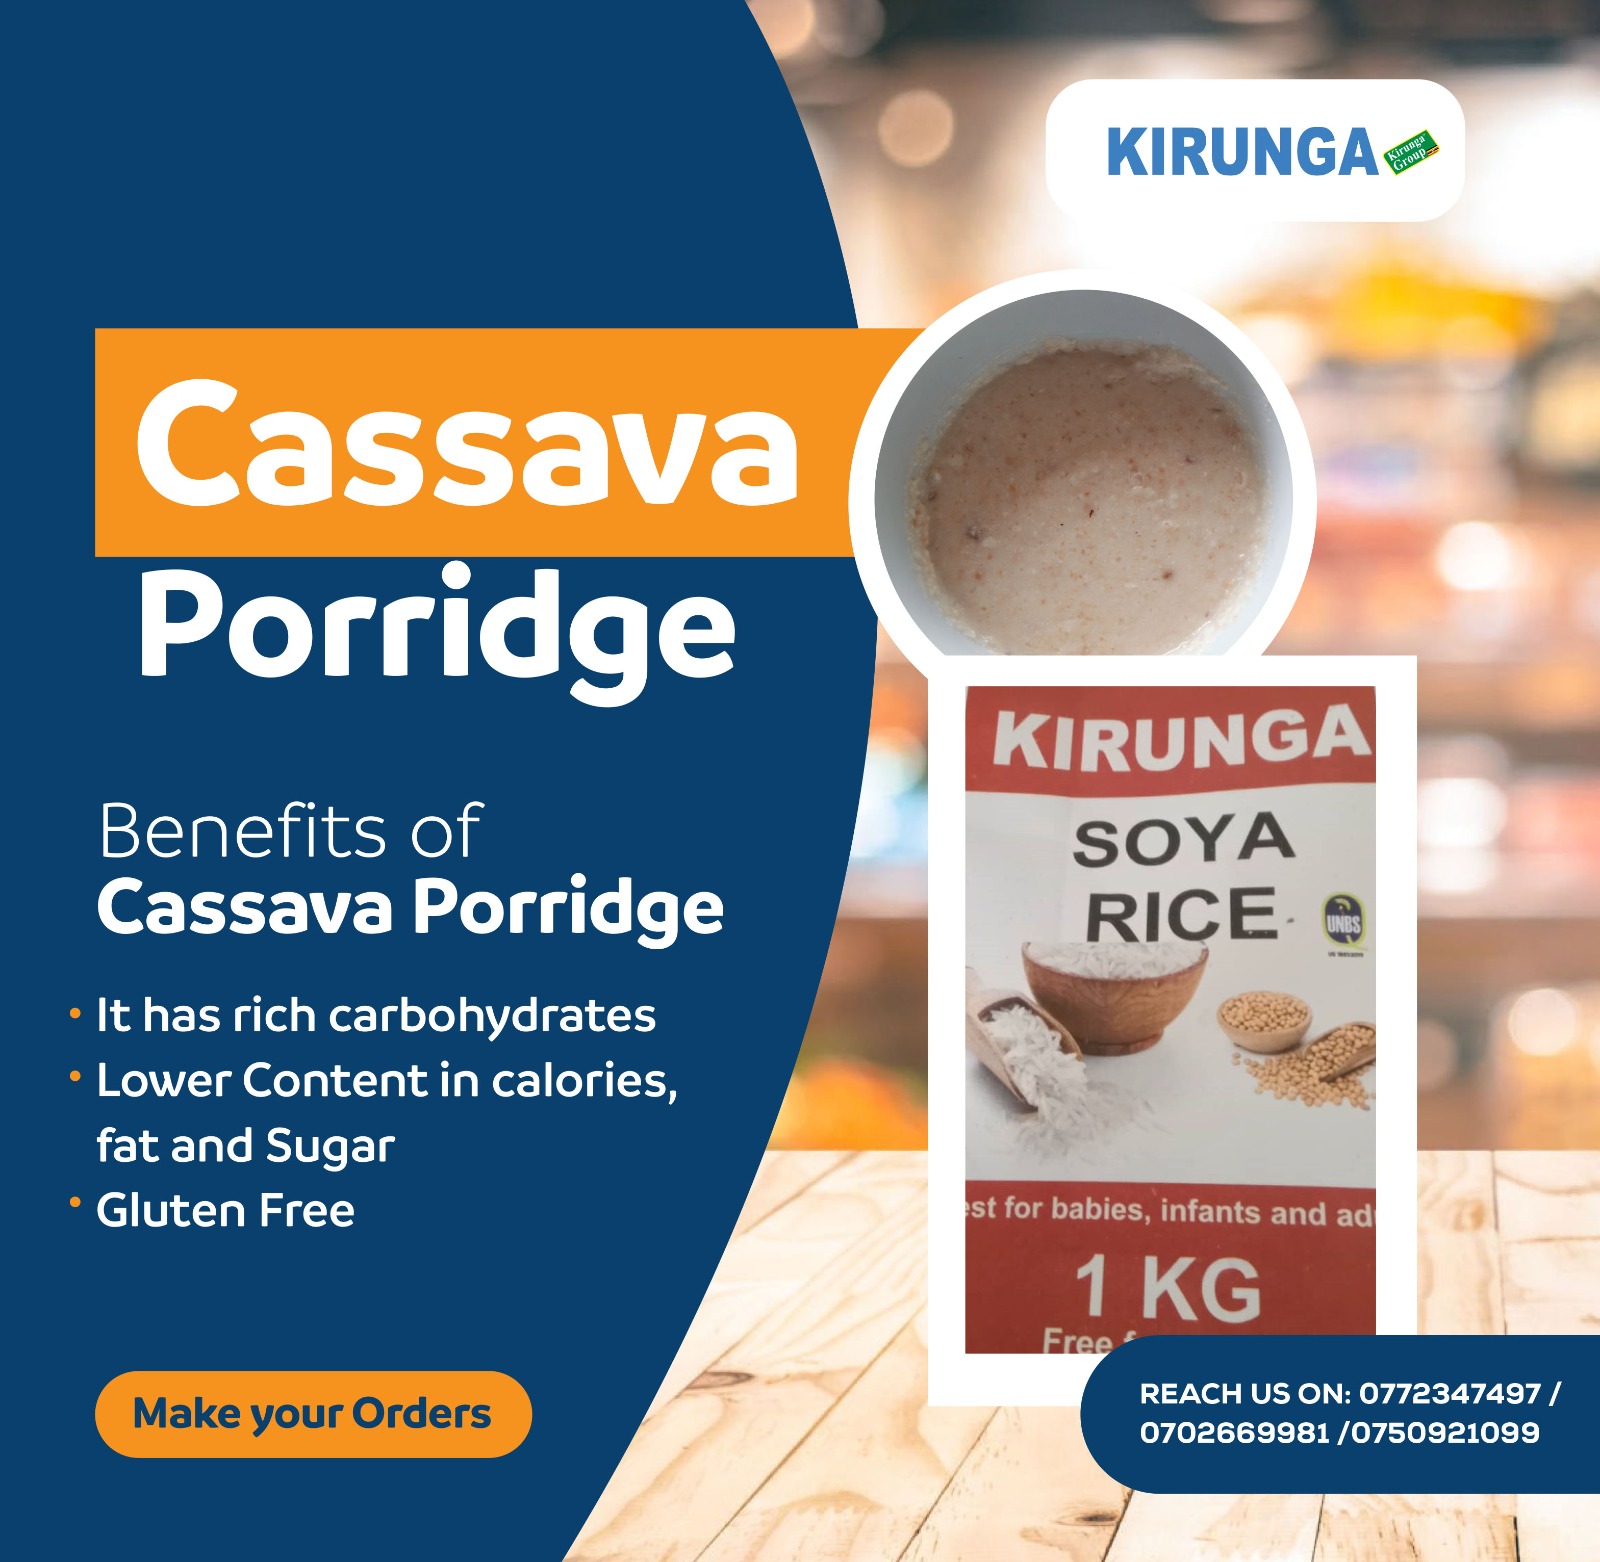 KIRUNGA
Kirunga
Group
Cassava
Porridge
Benefits of
Cassava Porridge
• It has rich carbohydrates
• Lower Content in calories,
fat and Sugar
• Gluten Free
Make your Orders
KIRUNGA
SOYA
RICE
UNBS
est for babies, infants and ad
1 KG
Free
REACH US ON: 0772347497 /
0702669981 /0750921099